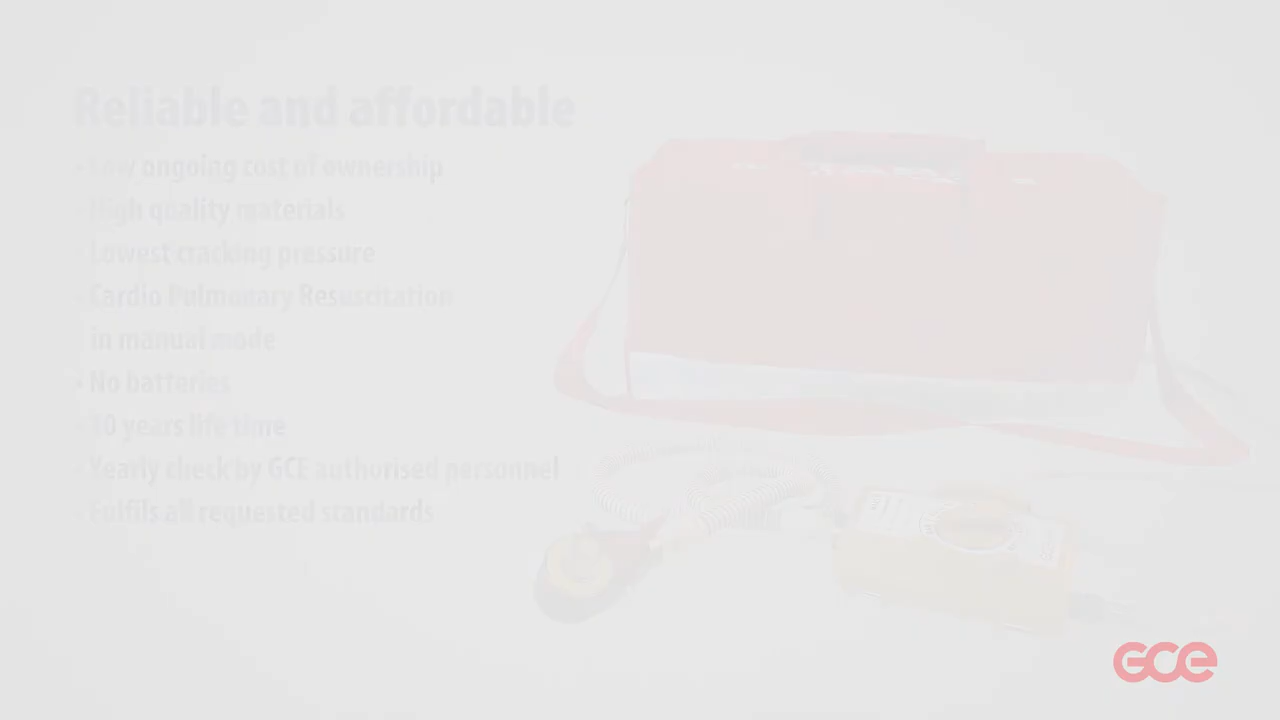 Reliable and affordable
• Low ongoing cost of ownership
• High quality materials
• Lowest cracking pressure
• Cardio Pulmonary Resuscitation
in manual mode
• No batteries
• 10 years life time
• Yearly check by GCE authorised personnel
• Fulfils all requested standards
GCE